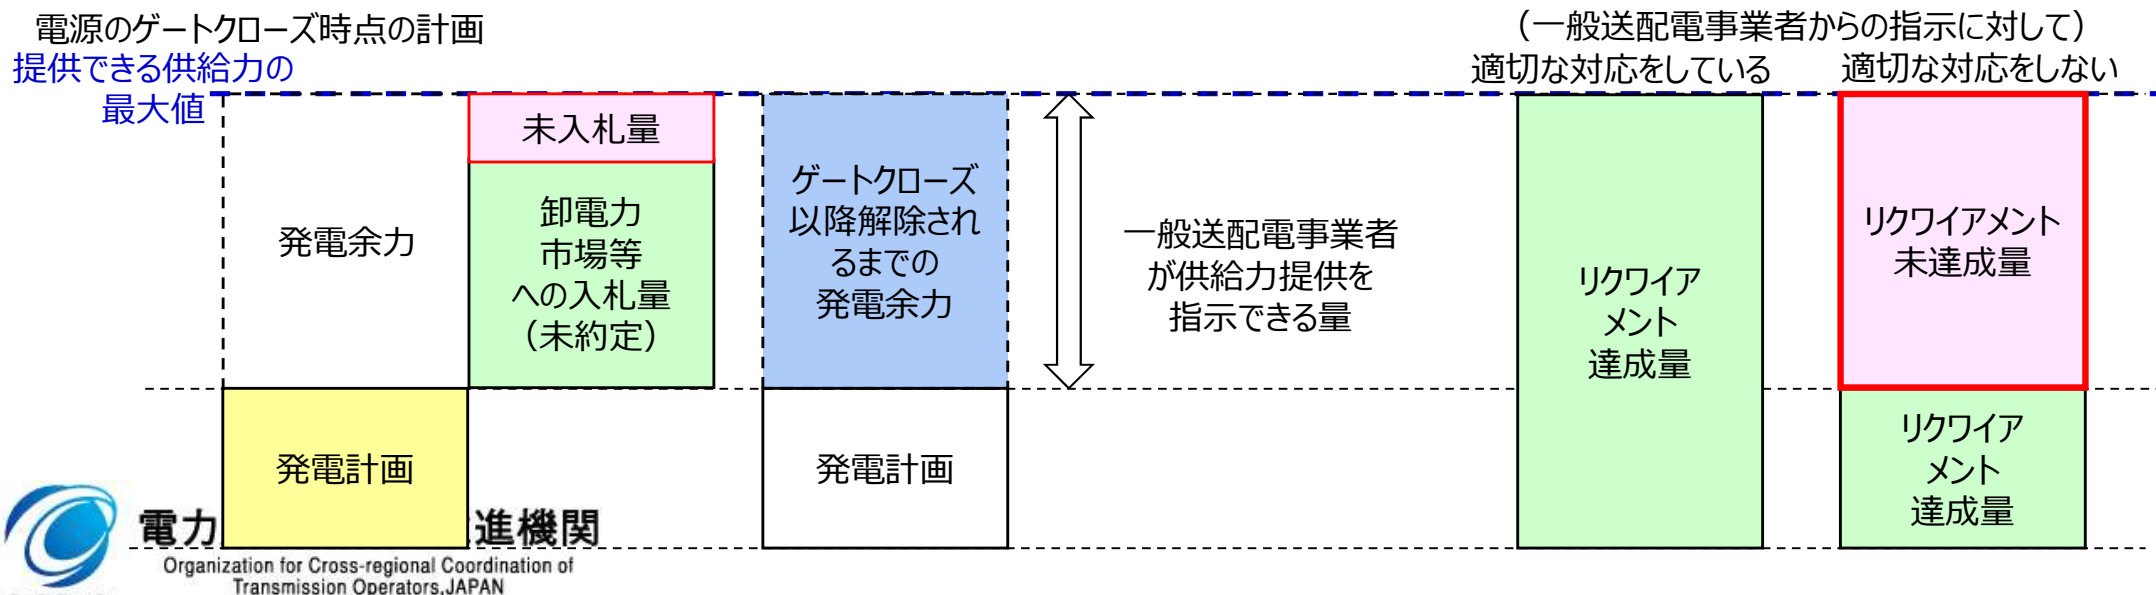 電源のゲートクローズ時点の計画
提供できる供給力の
最大値
（一般送配電事業者からの指示に対して）
適切な対応をしている
適切な対応をしない
発電余力
未入札量
卸電力
市場等
への入札量
（未約定）
ゲートクローズ
以降解除され
るまでの
発電余力
一般送配電事業者
が供給力提供を
指示できる量
リクワイア
メント
達成量
リクワイアメント
未達成量
発電計画
発電計画
リクワイア
メント
達成量
電力
進機関
Organization for Cross-regional Coordination of
Transmission Operators,JAPAN